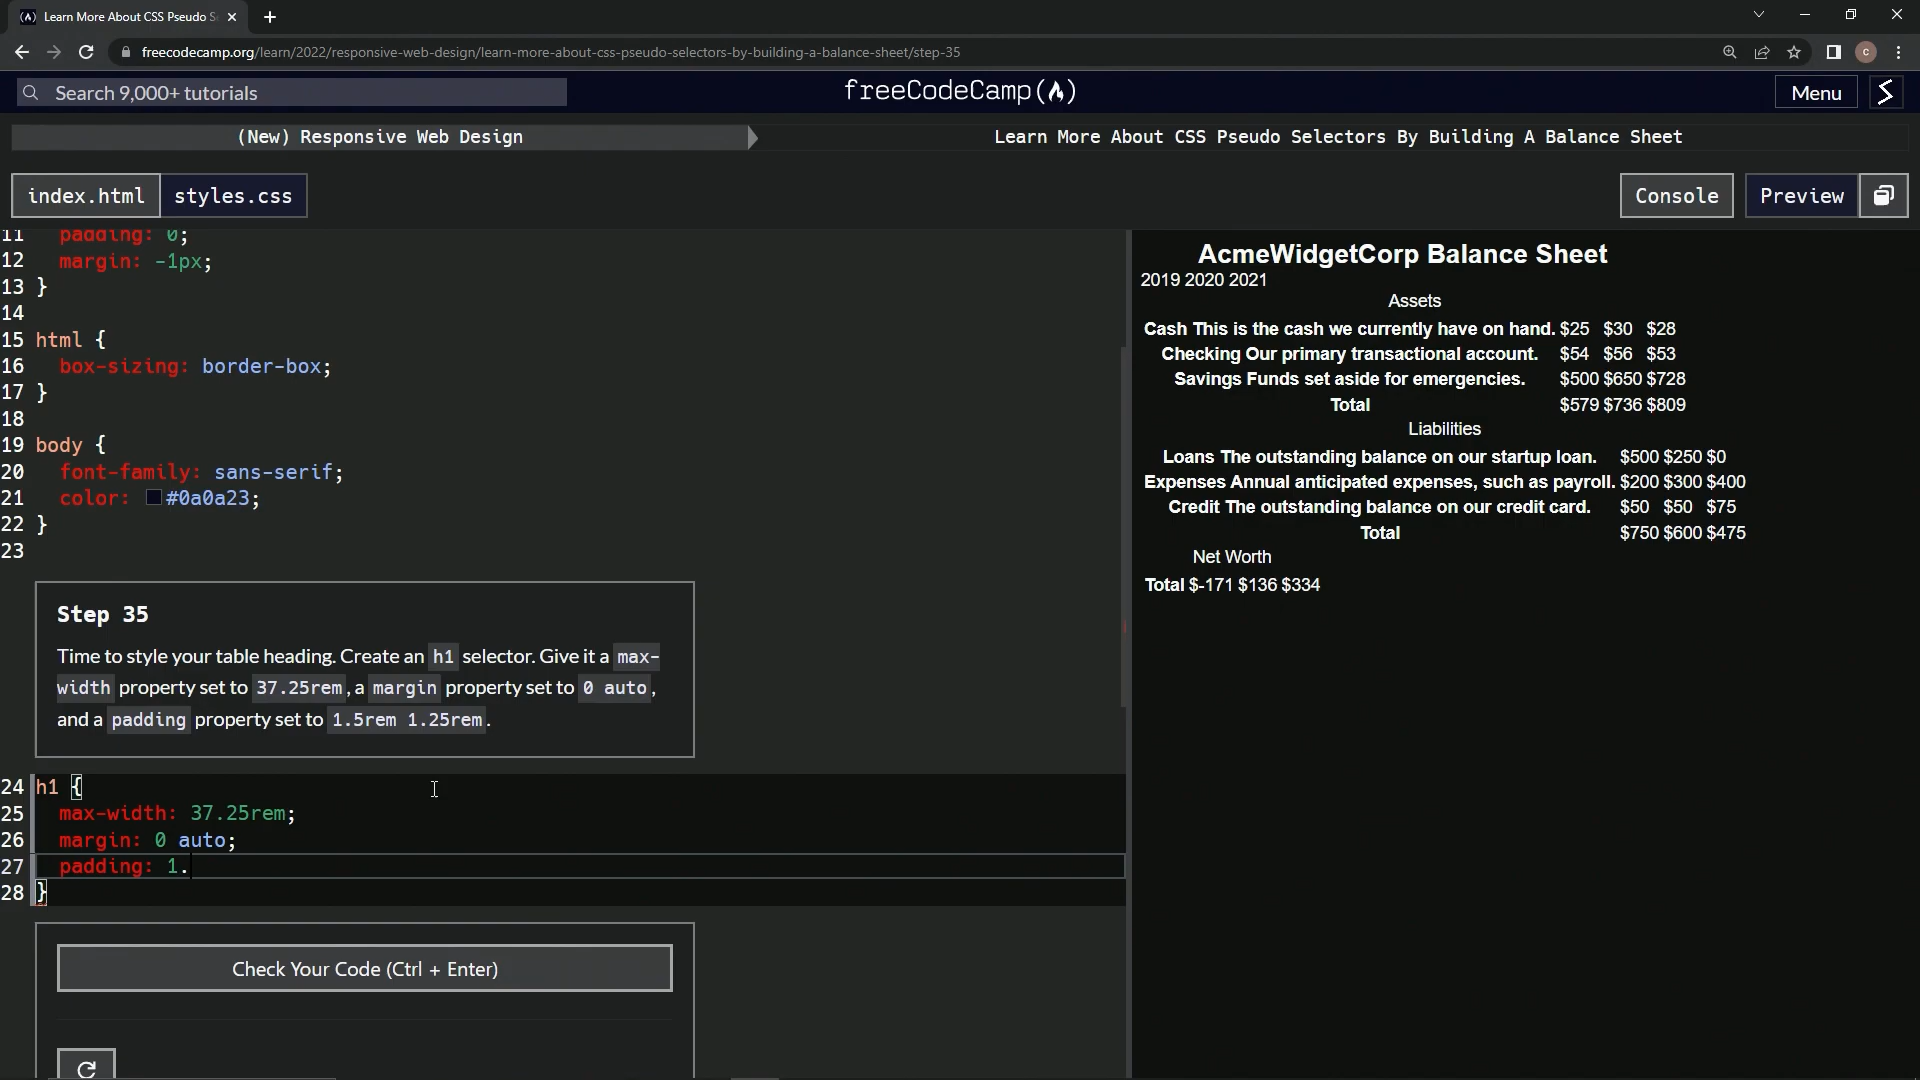 Learn More About CSS Pseudo S
freecodecamp.org/learn/2022/responsive-web-design/learn-more-about-css-pseudo-selectors-by-building-a-balance-sheet/step-35
C
Search 9,000+ tutorials
freeCodeCamp
Menu
(New) Responsive Web Design
Learn More About CSS Pseudo Selectors By Building A Balance Sheet
index.html
styles.css
Console
Preview
11 padding: 0;
12 margin: -1px;
13 }
14
15 html {
16 box-sizing: border-box;
17 }
18
19 body {
20 font-family: sans-serif;
21 color: #0a0a23;
22 }
23
Step 35
Time to style your table heading. Create an h1 selector. Give it a max-
width property set to 37.25rem, a margin property set to 0 auto,
and a padding property set to 1.5rem 1.25rem.
24 h1 {
25 max-width: 37.25rem;
26 margin: 0 auto;
27 padding: 1.
28 }
Check Your Code (Ctrl + Enter)
AcmeWidgetCorp Balance Sheet
2019 2020 2021
Assets
Cash This is the cash we currently have on hand. $25 $30 $28
Checking Our primary transactional account. $54 $56 $53
Savings Funds set aside for emergencies. $500 $650 $728
Total $579 $736 $809
Liabilities
Loans The outstanding balance on our startup loan. $500 $250 $0
Expenses Annual anticipated expenses, such as payroll. $200 $300 $400
Credit The outstanding balance on our credit card. $50 $50 $75
Total $750 $600 $475
Net Worth
Total $-171 $136 $334